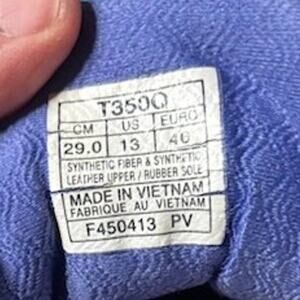 T350Q
CM US EURO
29.0 13 46
SYNTHETIC FIBER & SYNTHETIC
LEATHER UPPER / RUBBER SOLE
MADE IN VIETNAM
FABRIQUE AU VIETNAM
F450413 PV